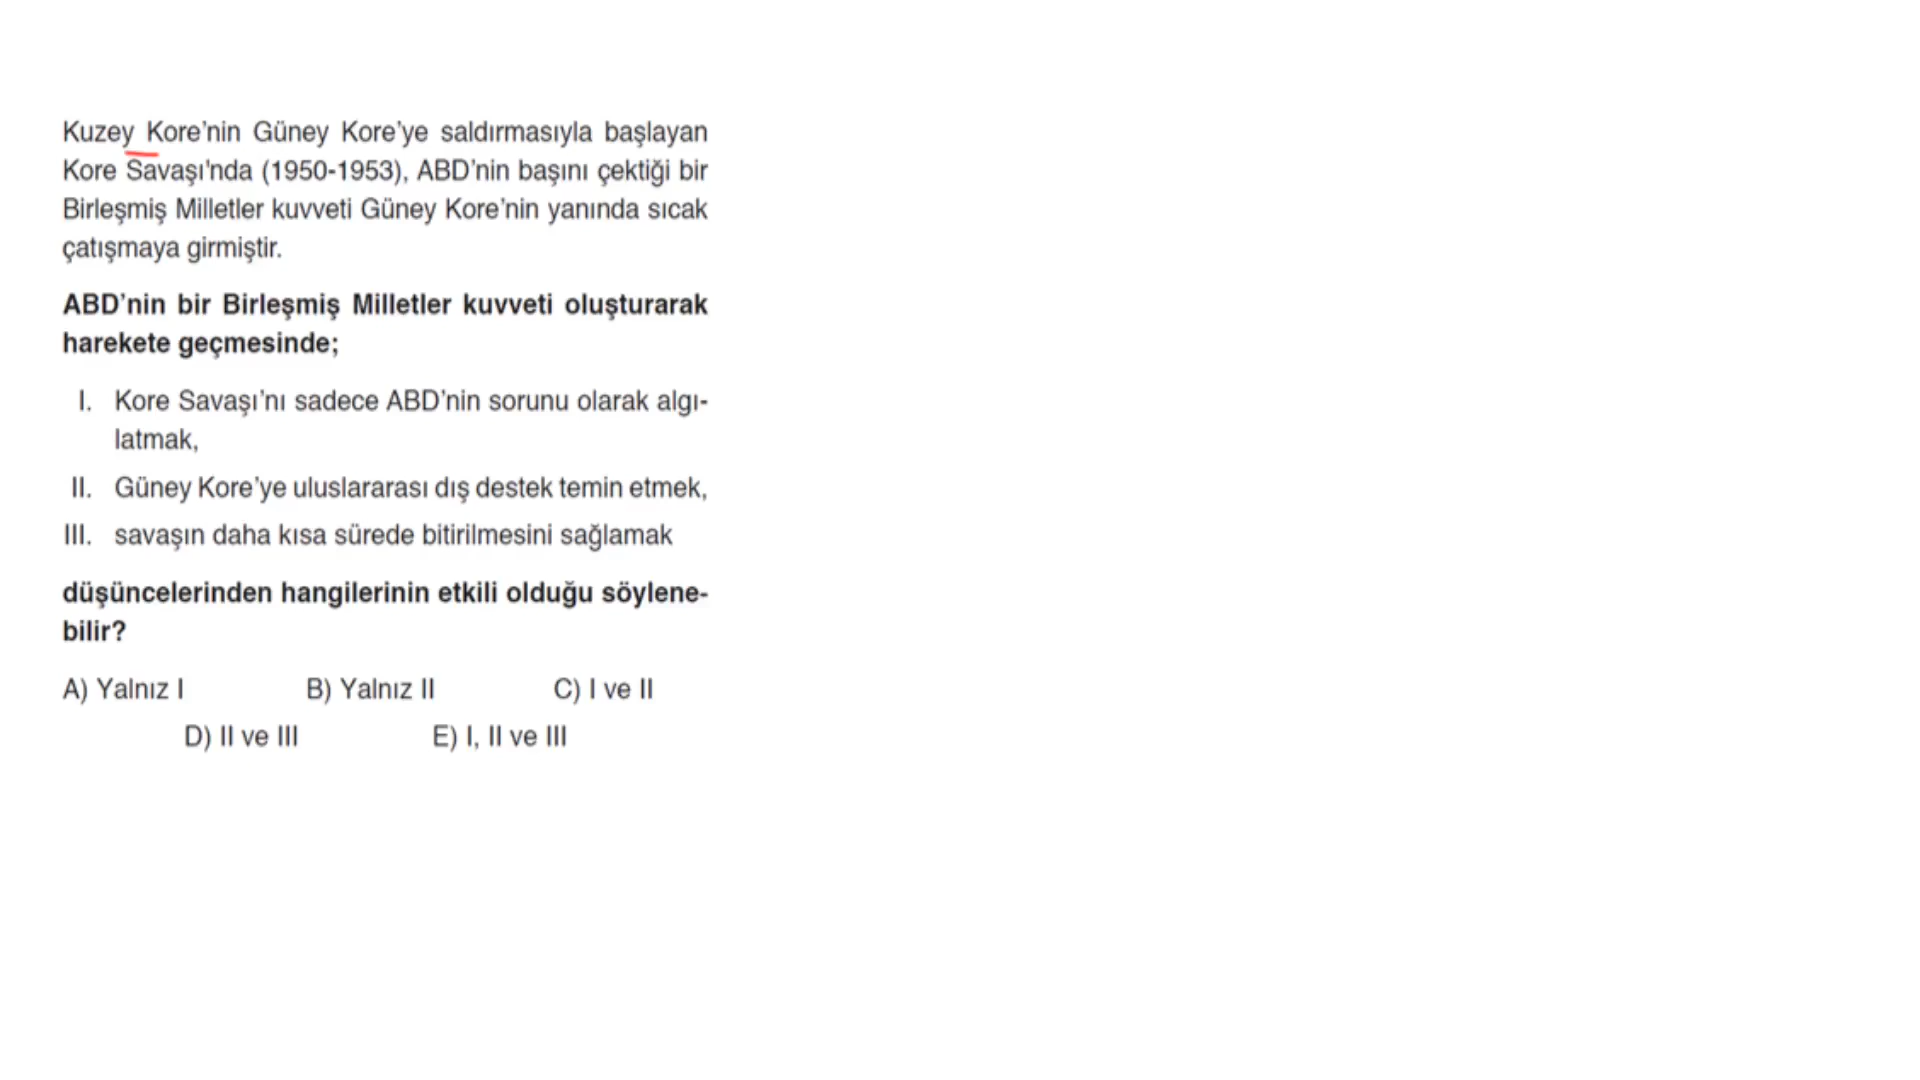 Kuzey Kore’nin Güney Kore’ye saldırmasıyla başlayan
Kore Savaşı'nda (1950-1953), ABD’nin başını çektiği bir
Birleşmiş Milletler kuvveti Güney Kore’nin yanında sıcak
çatışmaya girmiştir.
ABD’nin bir Birleşmiş Milletler kuvveti oluşturarak
harekete geçmesinde;
I. Kore Savaşı’nı sadece ABD’nin sorunu olarak algı-
latmak,
II. Güney Kore’ye uluslararası dış destek temin etmek,
III. savaşın daha kısa sürede bitirilmesini sağlamak
düşüncelerinden hangilerinin etkili olduğu söylene-
bilir?
A) Yalnız I B) Yalnız II C) I ve II
D) II ve III E) I, II ve III